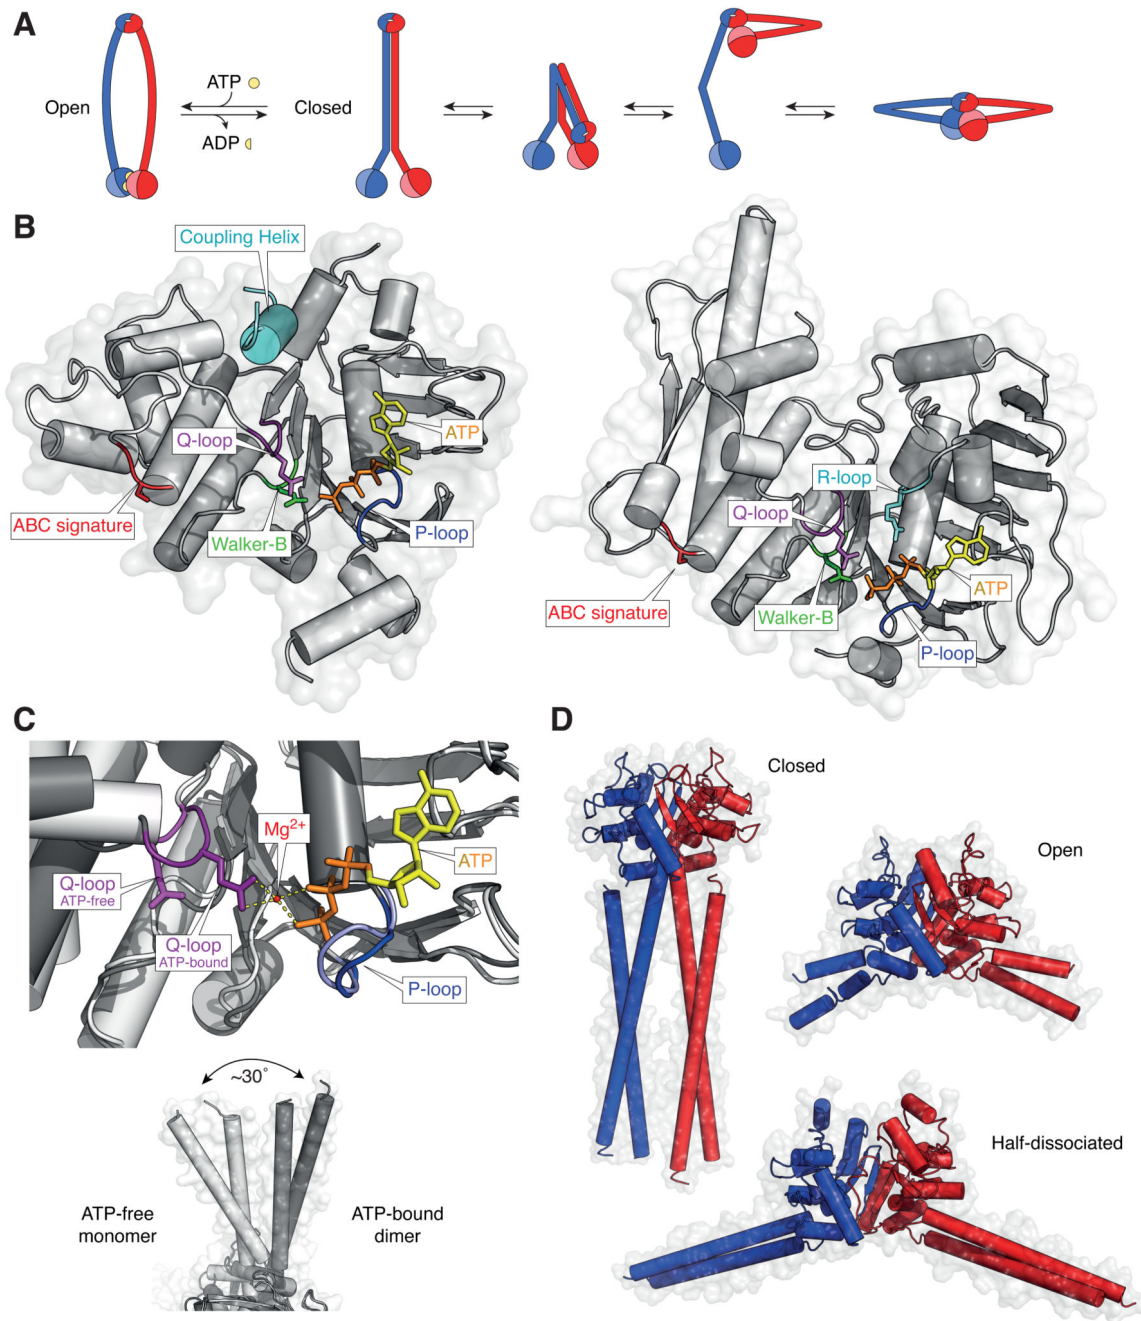 A
Open
ATP
ADP
Closed
B
Coupling Helix
Q-loop
ATP
ABC signature
Walker-B
P-loop
R-loop
Q-loop
ATP
ABC signature
Walker-B
P-loop
C
Mg2+
ATP
Q-loop
ATP-free
Q-loop
ATP-bound
P-loop
~30°
ATP-free
monomer
ATP-bound
dimer
D
Closed
Open
Half-dissociated